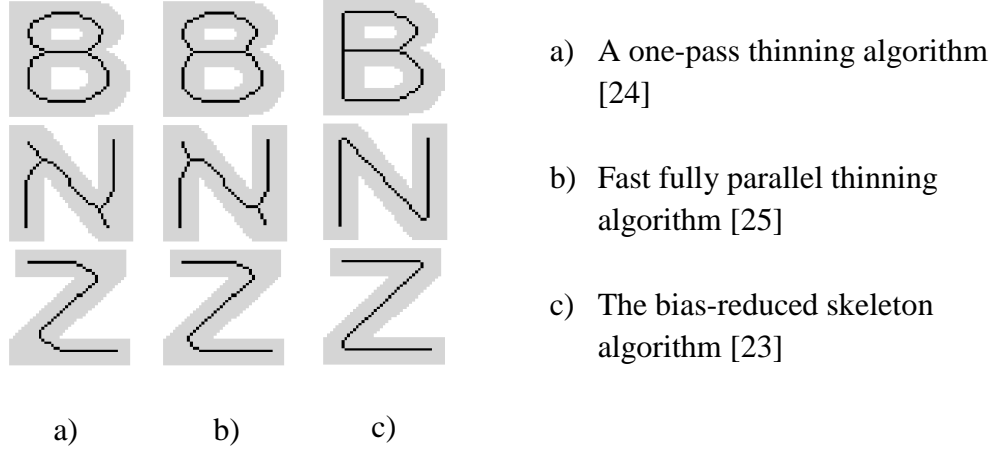 B B B
N N N
Z Z Z
a) b) c)
a) A one-pass thinning algorithm
[24]
b) Fast fully parallel thinning
algorithm [25]
c) The bias-reduced skeleton
algorithm [23]